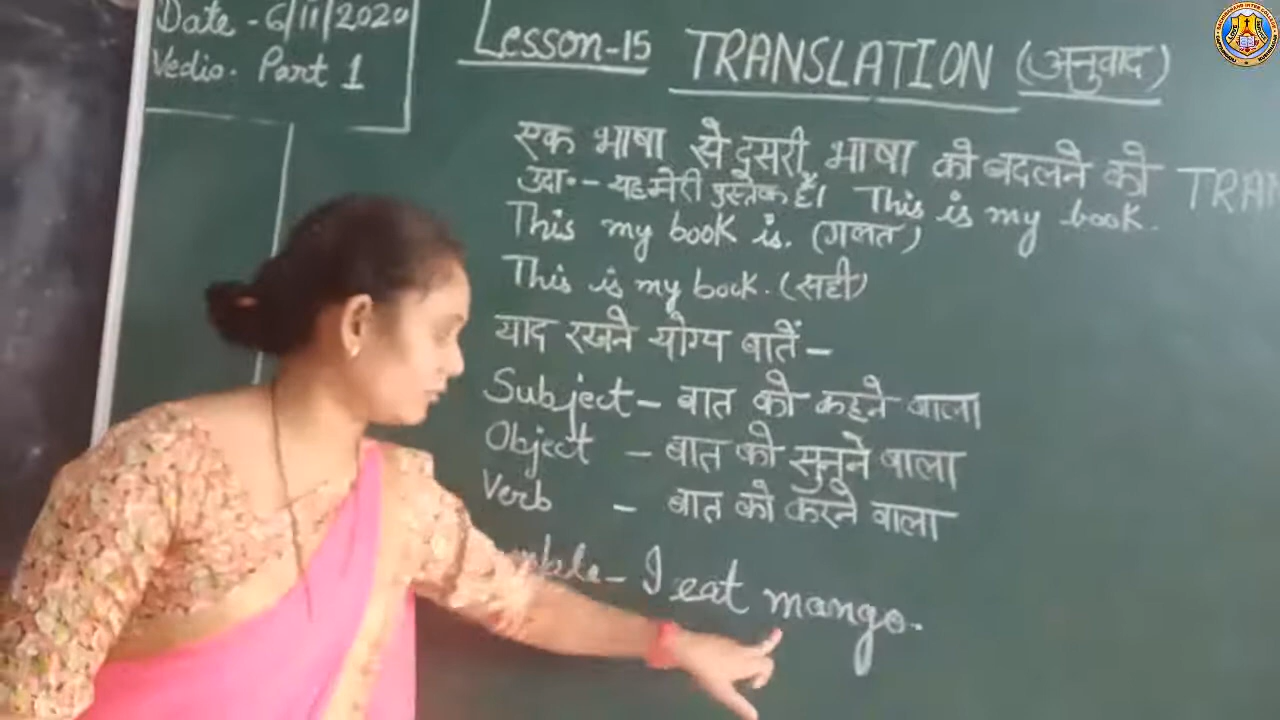 Date - 6/11/2020
Vedio. Part 1
Lesson-15 TRANSLATION (अनुवाद)
एक भाषा से दूसरी भाषा को बदलने को TRAN
उदा०- यह मेरी पुस्तक है। This is my book.
This my book is. (गलत)
This is my book. (सही)
याद रखने योग्य बातें-
Subject - बात को कहने वाला
Object - बात को सुनने वाला
Verb - बात को करने वाला
I eat mango.